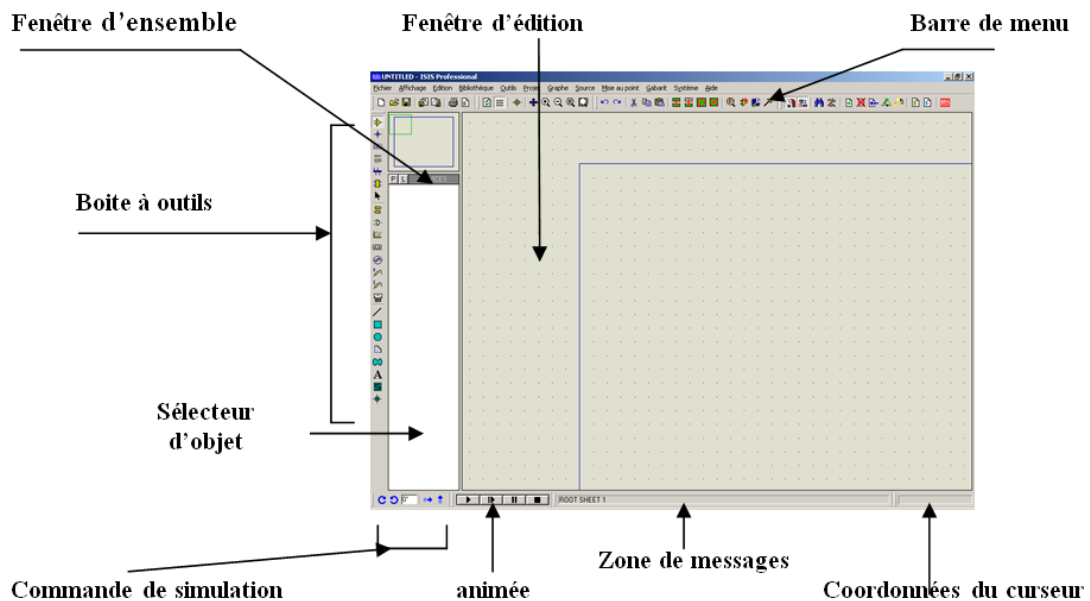 Fenêtre d'ensemble
Fenêtre d'édition
Barre de menu
UNTITLED - ISIS Professional
Fichier Affichage Edition Bibliothèque Outils Projet Graphe Source Mise au point Gabarit Système Aide
P L
Boite à outils
A
Sélecteur
d'objet
0° ROOT SHEET 1
Zone de messages
Commande de simulation
animée
Coordonnées du curseur